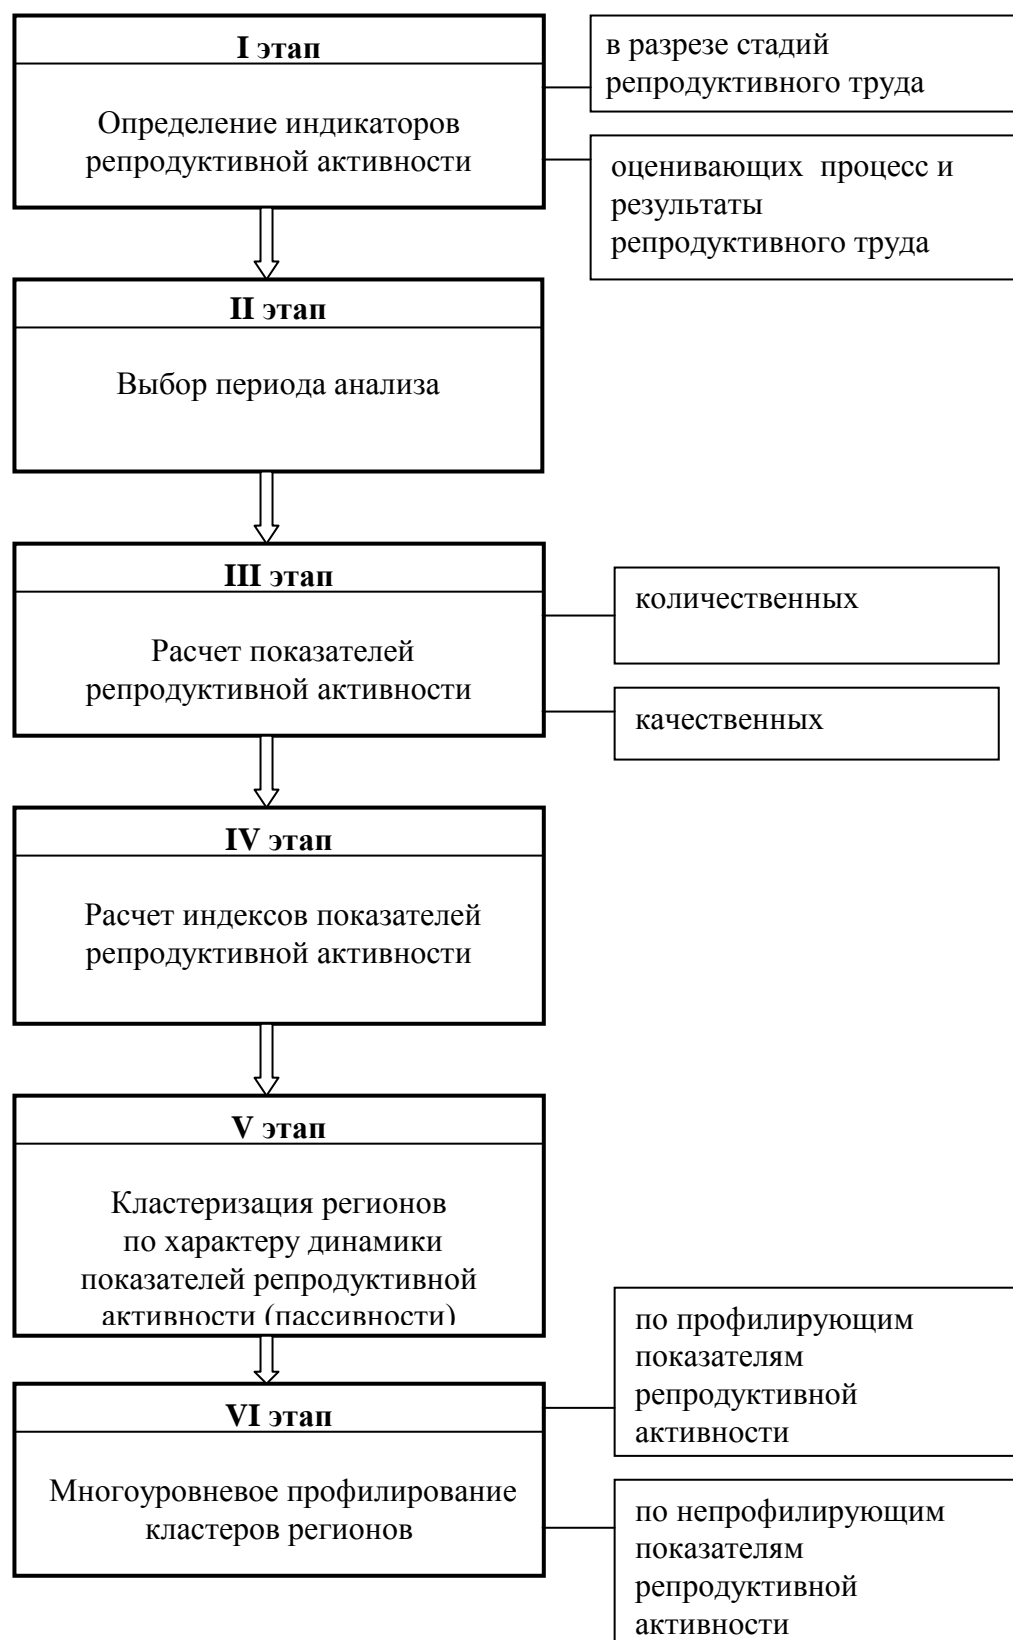 I этап
Определение индикаторов
репродуктивной активности
в разрезе стадий
репродуктивного труда
оценивающих процесс и
результаты
репродуктивного труда
II этап
Выбор периода анализа
III этап
Расчет показателей
репродуктивной активности
количественных
качественных
IV этап
Расчет индексов показателей
репродуктивной активности
V этап
Кластеризация регионов
по характеру динамики
показателей репродуктивной
активности (пассивности)
VI этап
Многоуровневое профилирование
кластеров регионов
по профилирующим
показателям
репродуктивной
активности
по непрофилирующим
показателям
репродуктивной
активности